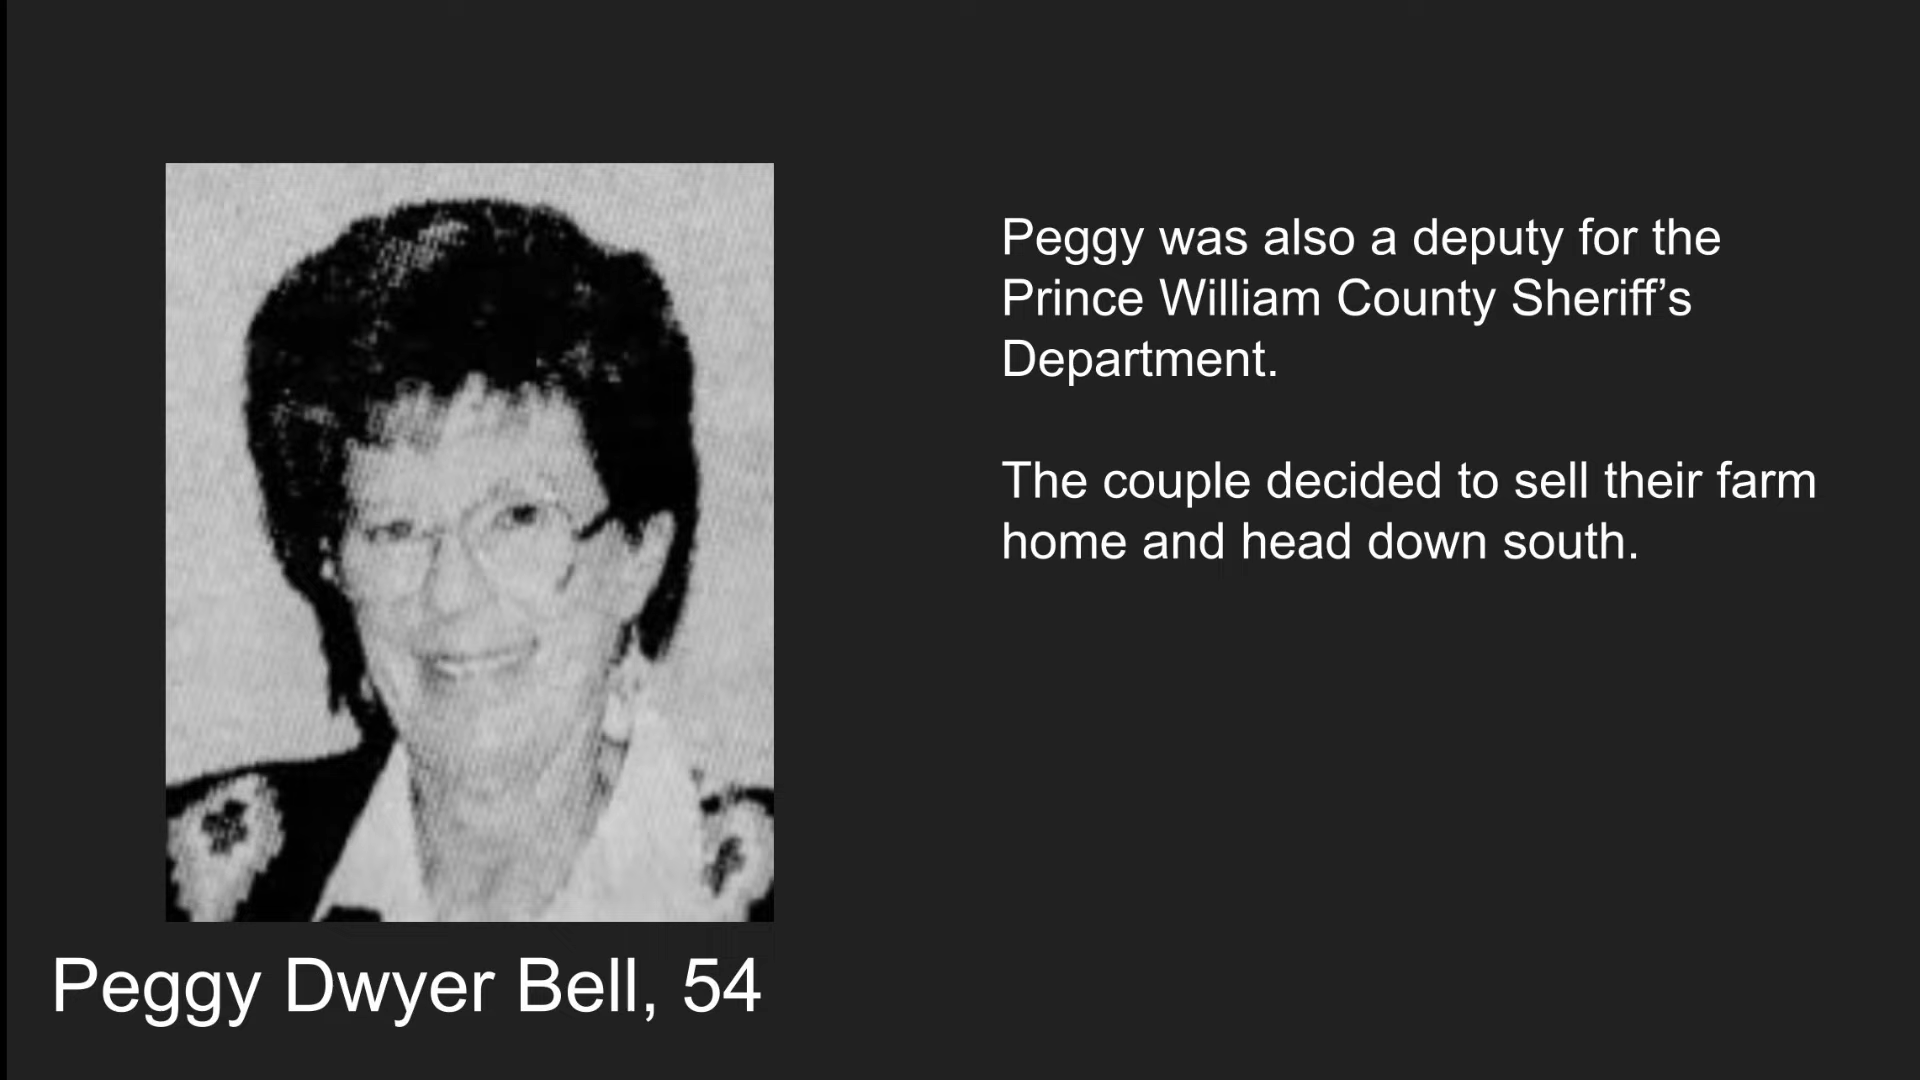 Peggy was also a deputy for the
Prince William County Sheriff’s
Department.
The couple decided to sell their farm
home and head down south.
Peggy Dwyer Bell, 54